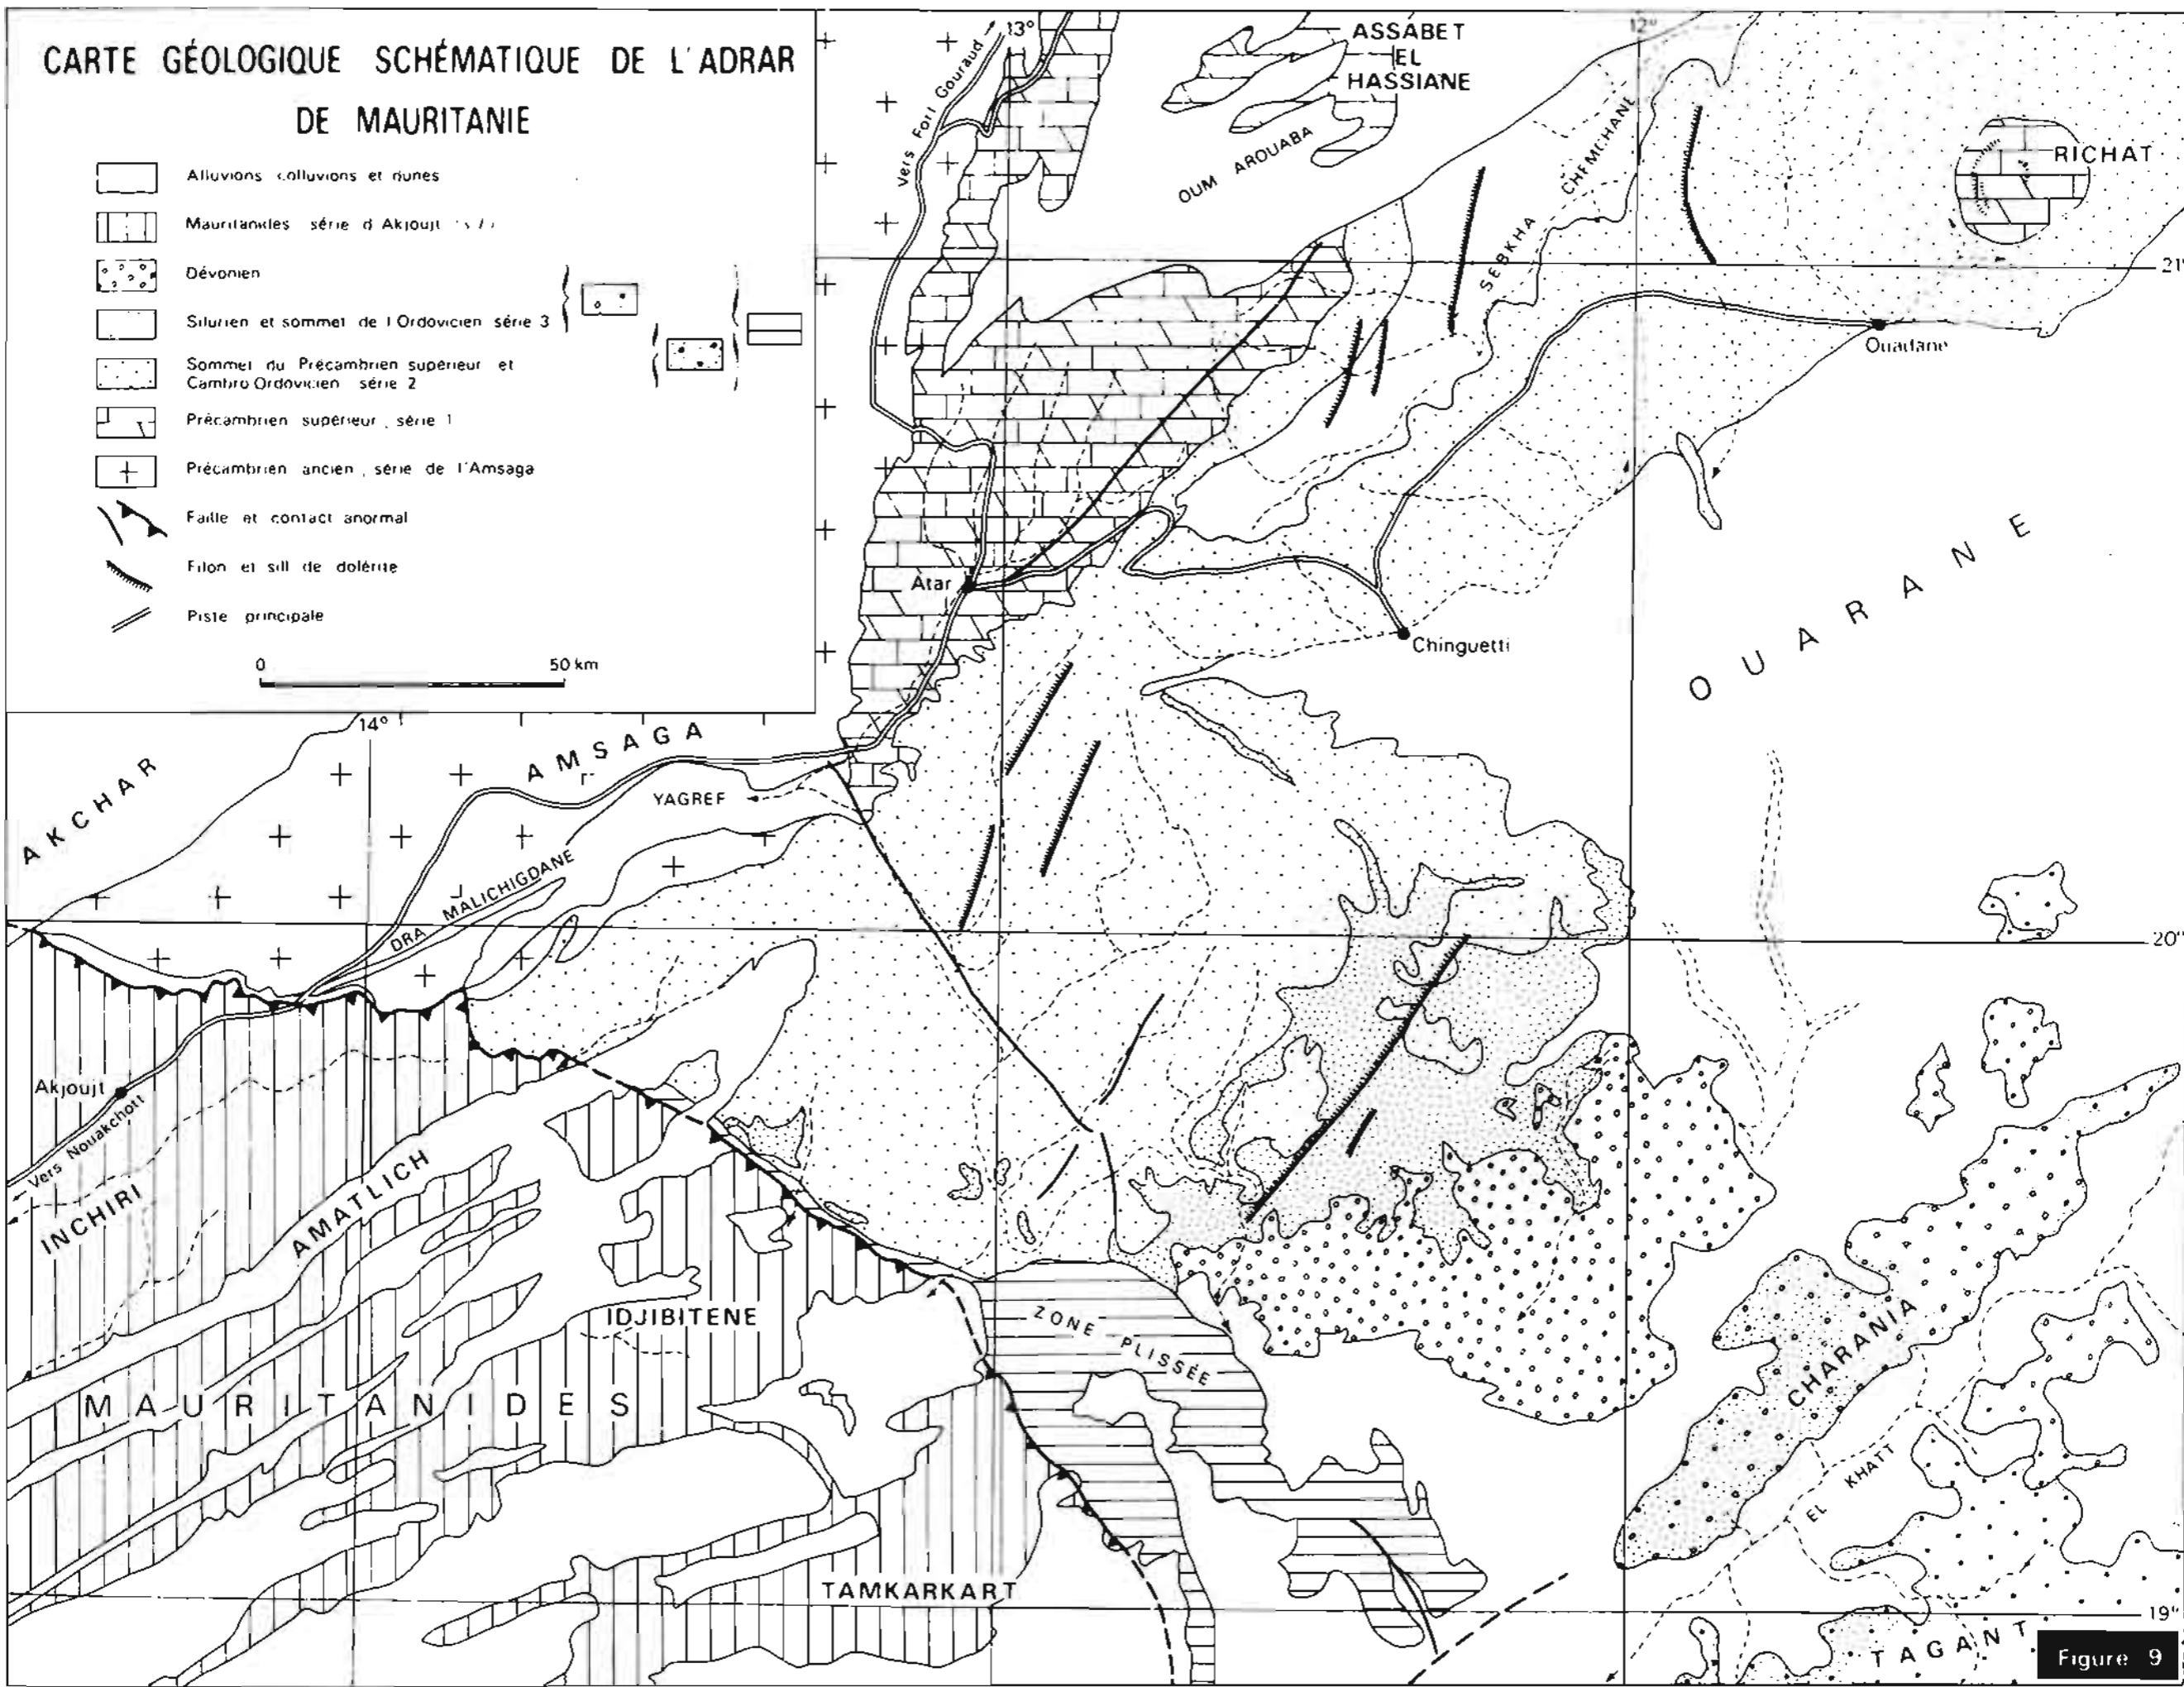 CARTE GÉOLOGIQUE SCHÉMATIQUE DE L'ADRAR
DE MAURITANIE
Alluvions colluvions et dunes
Mauritanides série d Akjoujt
Dévonien
Silurien et sommet de l Ordovicien série 3
Sommet du Précambrien supérieur et
Cambro Ordovicien série 2
Précambrien supérieur, série 1
Précambrien ancien, série de l'Amsaga
Faille et contact anormal
Filon et sill de dolérite
Piste principale
0 50 km
13°
12°
Vers Fort Gouraud
ASSABET
EL
HASSIANE
OUM AROUABA
SEBKHA CHEMCHANE
RICHAT
21°
Ouadane
Atar
Chinguetti
OUARANE
14°
AMSAGA
AKCHAR
YAGREF
DRA MALICHIGDANE
20°
Akjoujt
Vers Nouakchott
INCHIRI
AMATLICH
IDJIBITENE
ZONE PLISSÉE
MAURITANIDES
CHARANIA
EL KHATT
TAMKARKART
19°
TAGANT
Figure 9